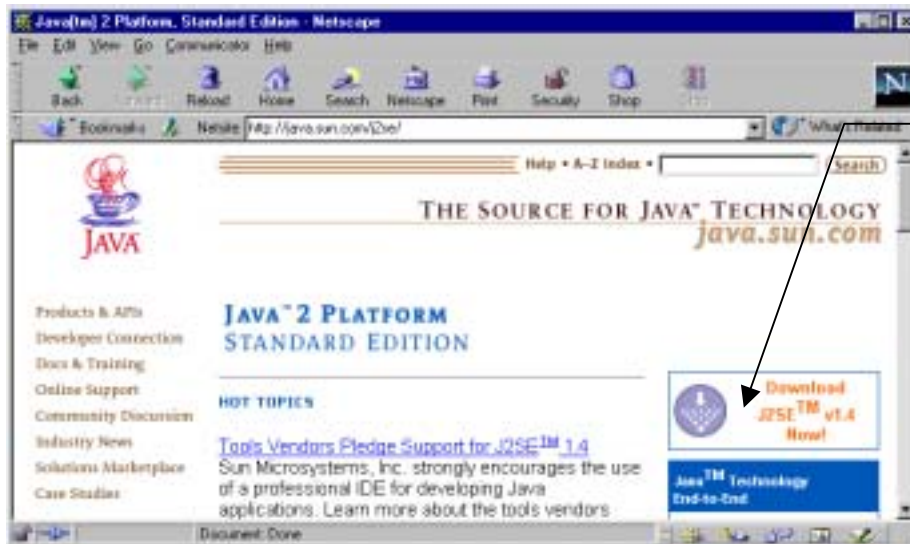 Java(tm) 2 Platform, Standard Edition - Netscape
File Edit View Go Communicator Help
Back Reload Home Search Netscape Print Security Shop
Bookmarks Netsite: http://java.sun.com/j2se/ What's Related
Help • A-Z Index • Search
THE SOURCE FOR JAVA™ TECHNOLOGY
java.sun.com
JAVA
Products & APIs
Developer Connection
Docs & Training
Online Support
Community Discussion
Industry News
Solutions Marketplace
Case Studies
JAVA™ 2 PLATFORM
STANDARD EDITION
HOT TOPICS
Tools Vendors Pledge Support for J2SE™ 1.4
Sun Microsystems, Inc. strongly encourages the use
of a professional IDE for developing Java
applications. Learn more about the tools vendors
Download
J2SE™ v1.4
Now!
Java™ Technology
End-to-End
Document: Done